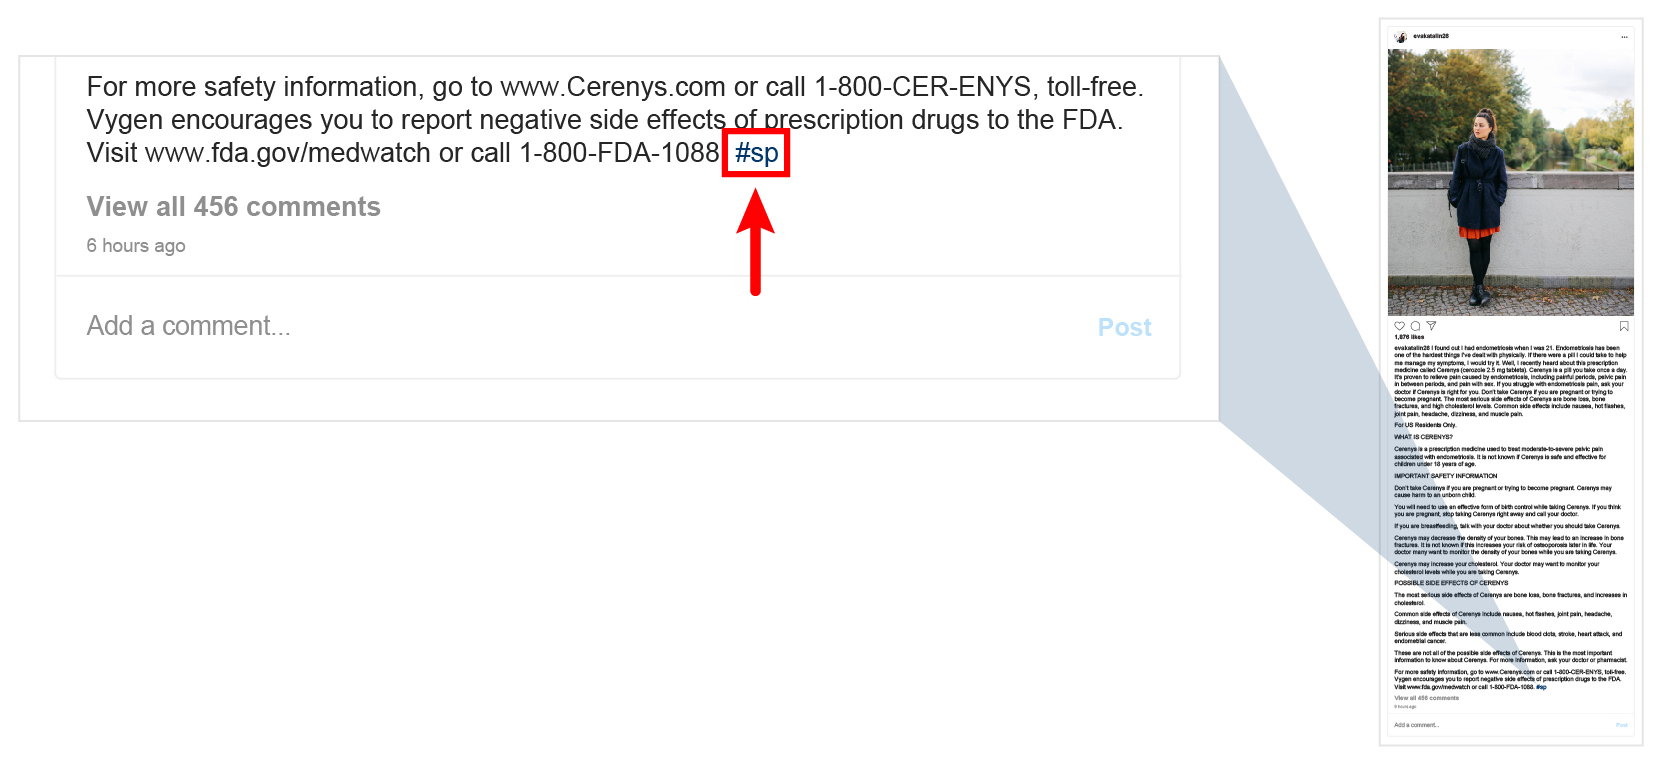 For more safety information, go to www.Cerenys.com or call 1-800-CER-ENYS, toll-free.
Vygen encourages you to report negative side effects of prescription drugs to the FDA.
Visit www.fda.gov/medwatch or call 1-800-FDA-1088 #sp
View all 456 comments
6 hours ago
Add a comment...
Post
evakatalin26
1,876 likes
evakatalin26 I found out I had endometriosis when I was 21. Endometriosis has been
one of the hardest things I've dealt with physically. If there were a pill I could take to help
me manage my symptoms, I would try it. Well, I recently heard about this prescription
medicine called Cerenys (cerozole 2.5 mg tablets). Cerenys is a pill you take once a day.
It's proven to relieve pain caused by endometriosis, including painful periods, pelvic pain
in between periods, and pain with sex. If you struggle with endometriosis pain, ask your
doctor if Cerenys is right for you. Don't take Cerenys if you are pregnant or trying to
become pregnant. The most serious side effects of Cerenys are bone loss, bone
fractures, and high cholesterol levels. Common side effects include nausea, hot flashes,
joint pain, headache, dizziness, and muscle pain.
For US Residents Only.
WHAT IS CERENYS?
Cerenys is a prescription medicine used to treat moderate-to-severe pelvic pain
associated with endometriosis. It is not known if Cerenys is safe and effective for
children under 18 years of age.
IMPORTANT SAFETY INFORMATION
Don't take Cerenys if you are pregnant or trying to become pregnant. Cerenys may
cause harm to an unborn child.
You will need to use an effective form of birth control while taking Cerenys. If you think
you are pregnant, stop taking Cerenys right away and call your doctor.
If you are breastfeeding, talk with your doctor about whether you should take Cerenys.
Cerenys may decrease the density of your bones. This may lead to an increase in bone
fractures. It is not known if this increases your risk of osteoporosis later in life. Your
doctor many want to monitor the density of your bones while you are taking Cerenys.
Cerenys may increase your cholesterol. Your doctor may want to monitor your
cholesterol levels while you are taking Cerenys.
POSSIBLE SIDE EFFECTS OF CERENYS
The most serious side effects of Cerenys are bone loss, bone fractures, and increases in
cholesterol.
Common side effects of Cerenys include nausea, hot flashes, joint pain, headache,
dizziness, and muscle pain.
Serious side effects that are less common include blood clots, stroke, heart attack, and
endometrial cancer.
These are not all of the possible side effects of Cerenys. This is the most important
information to know about Cerenys. For more information, ask your doctor or pharmacist.
For more safety information, go to www.Cerenys.com or call 1-800-CER-ENYS, toll-free.
Vygen encourages you to report negative side effects of prescription drugs to the FDA.
Visit www.fda.gov/medwatch or call 1-800-FDA-1088. #sp
View all 456 comments
6 hours ago
Add a comment...
Post